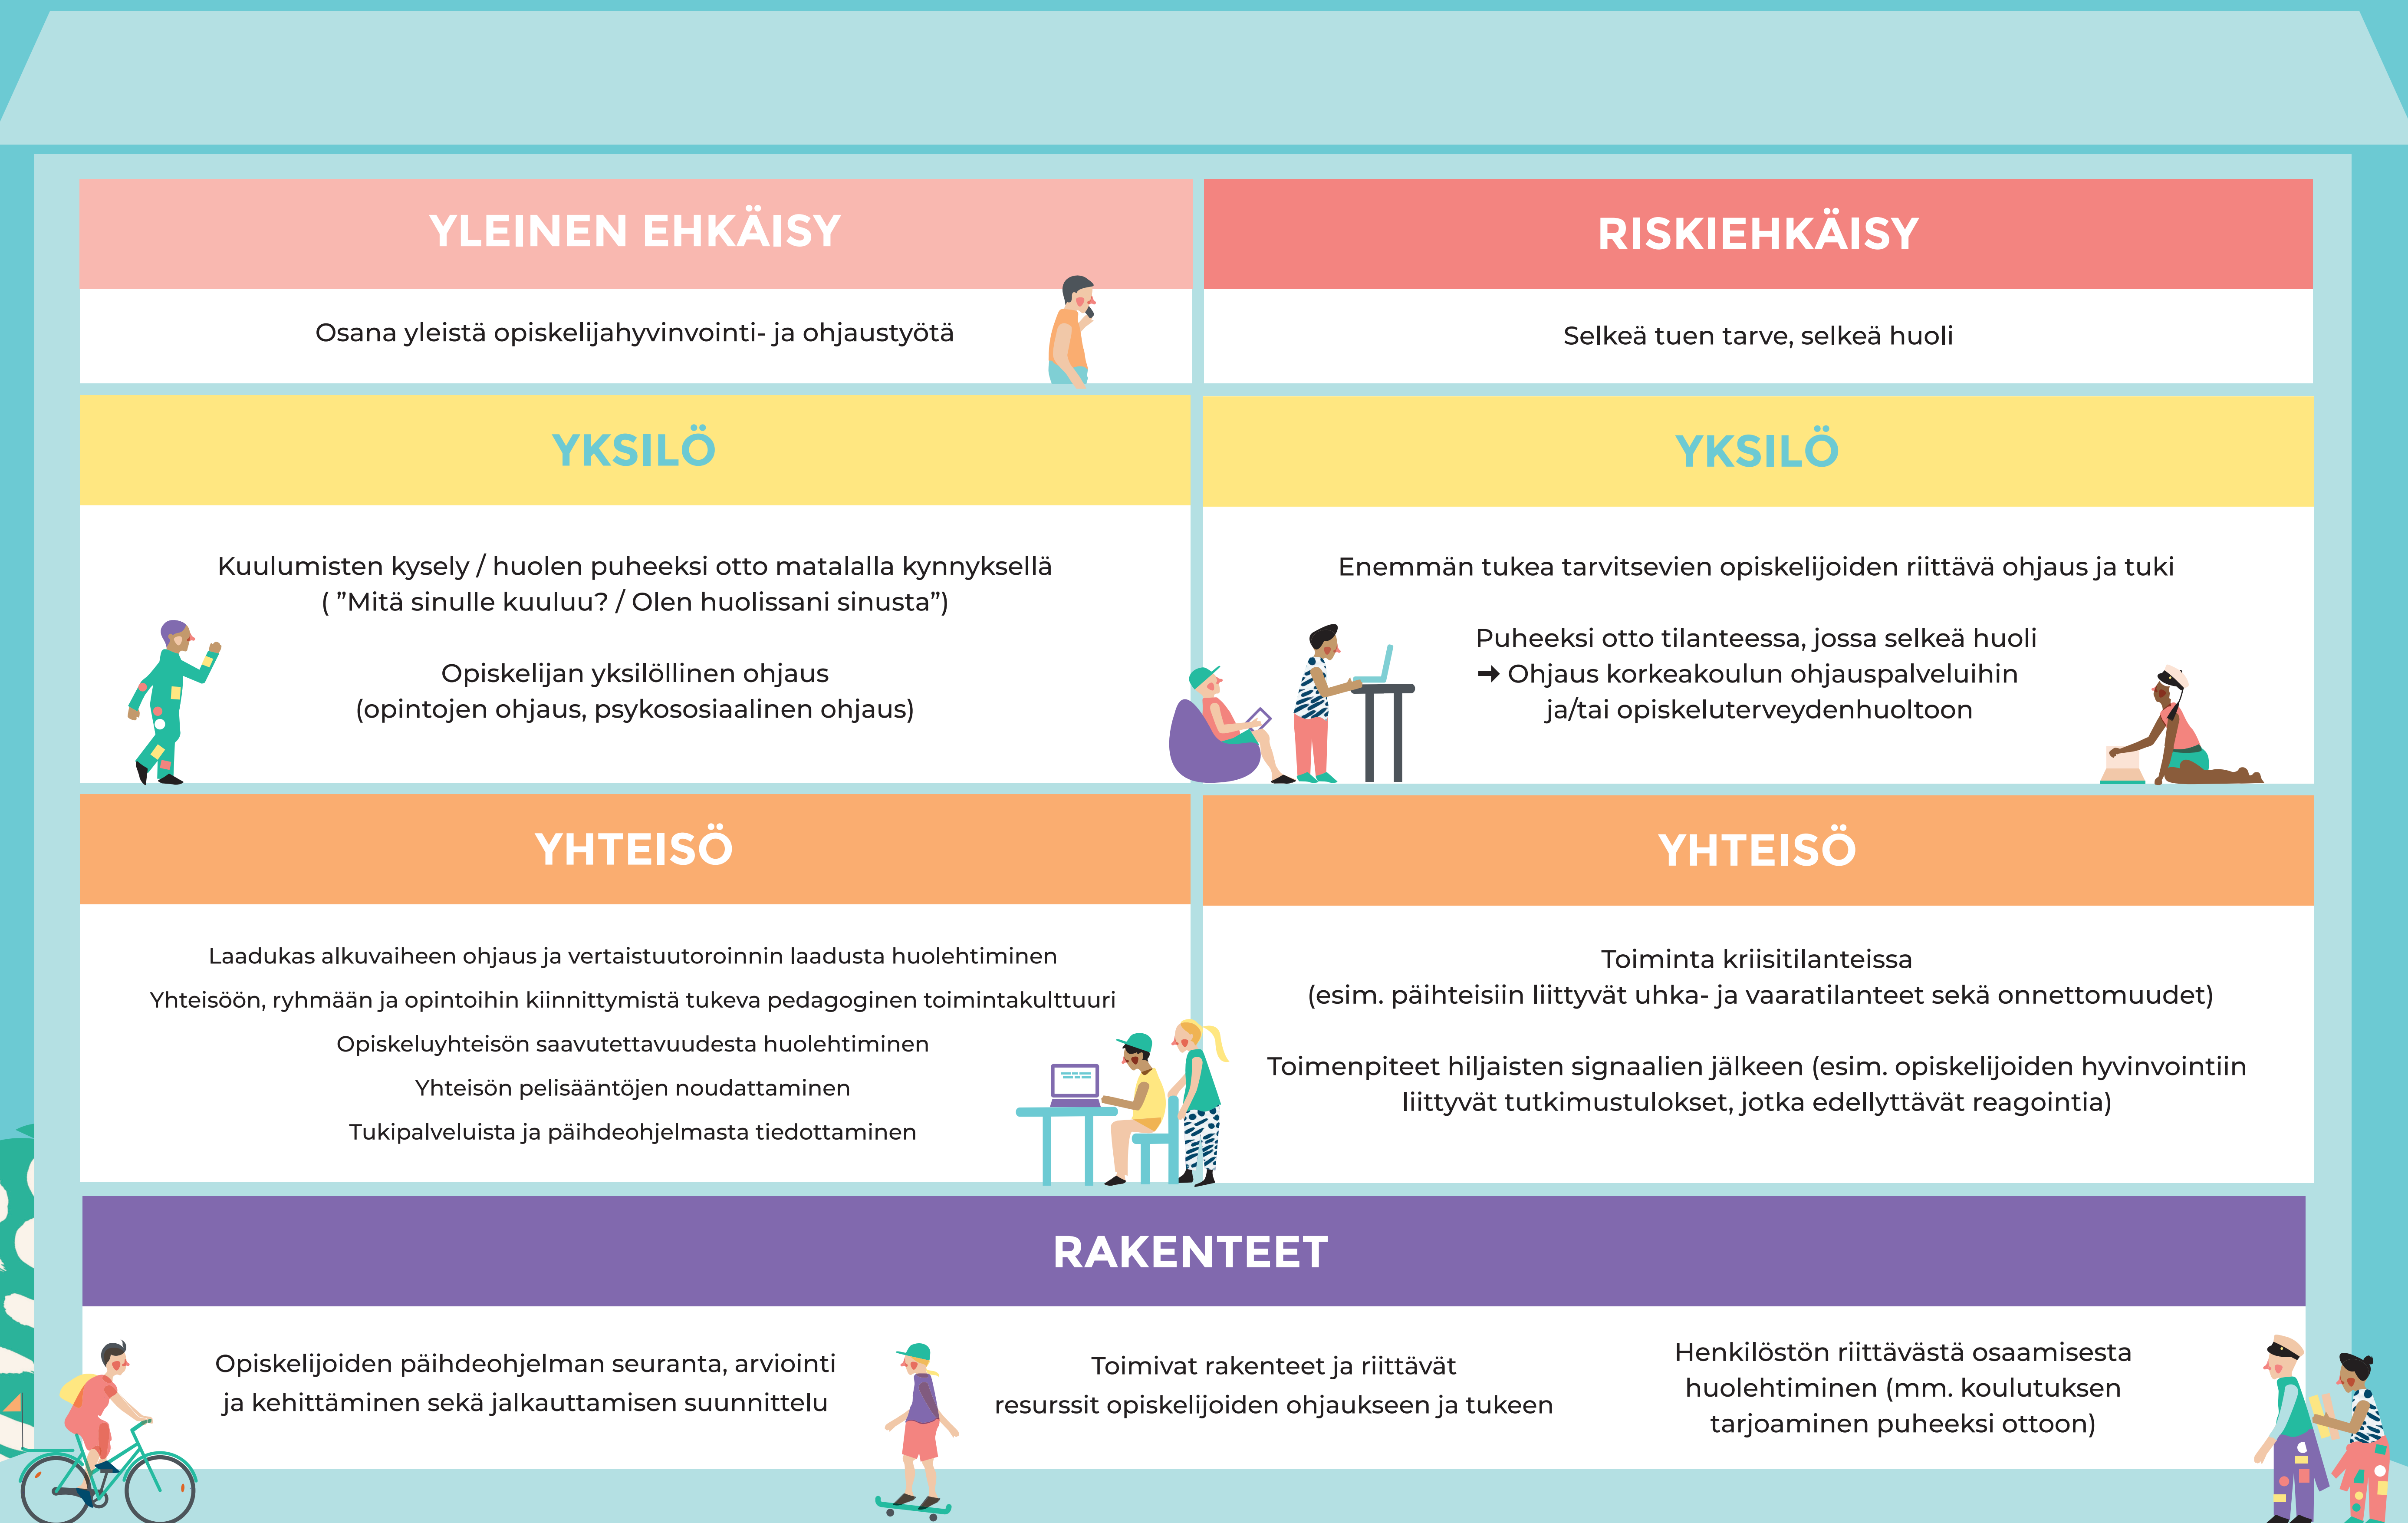 YLEINEN EHKÄISY
Osana yleistä opiskelijahyvinvointi- ja ohjaustyötä
RISKIEHKÄISY
Selkeä tuen tarve, selkeä huoli
YKSILÖ
Kuulumisten kysely / huolen puheeksi otto matalalla kynnyksellä
( ”Mitä sinulle kuuluu? / Olen huolissani sinusta”)
Opiskelijan yksilöllinen ohjaus
(opintojen ohjaus, psykososiaalinen ohjaus)
YKSILÖ
Enemmän tukea tarvitsevien opiskelijoiden riittävä ohjaus ja tuki
Puheeksi otto tilanteessa, jossa selkeä huoli
➜ Ohjaus korkeakoulun ohjauspalveluihin
ja/tai opiskeluterveydenhuoltoon
YHTEISÖ
Laadukas alkuvaiheen ohjaus ja vertaistuutoroinnin laadusta huolehtiminen
Yhteisöön, ryhmään ja opintoihin kiinnittymistä tukeva pedagoginen toimintakulttuuri
Opiskeluyhteisön saavutettavuudesta huolehtiminen
Yhteisön pelisääntöjen noudattaminen
Tukipalveluista ja päihdeohjelmasta tiedottaminen
YHTEISÖ
Toiminta kriisitilanteissa
(esim. päihteisiin liittyvät uhka- ja vaaratilanteet sekä onnettomuudet)
Toimenpiteet hiljaisten signaalien jälkeen (esim. opiskelijoiden hyvinvointiin
liittyvät tutkimustulokset, jotka edellyttävät reagointia)
RAKENTEET
Opiskelijoiden päihdeohjelman seuranta, arviointi
ja kehittäminen sekä jalkauttamisen suunnittelu
Toimivat rakenteet ja riittävät
resurssit opiskelijoiden ohjaukseen ja tukeen
Henkilöstön riittävästä osaamisesta
huolehtiminen (mm. koulutuksen
tarjoaminen puheeksi ottoon)